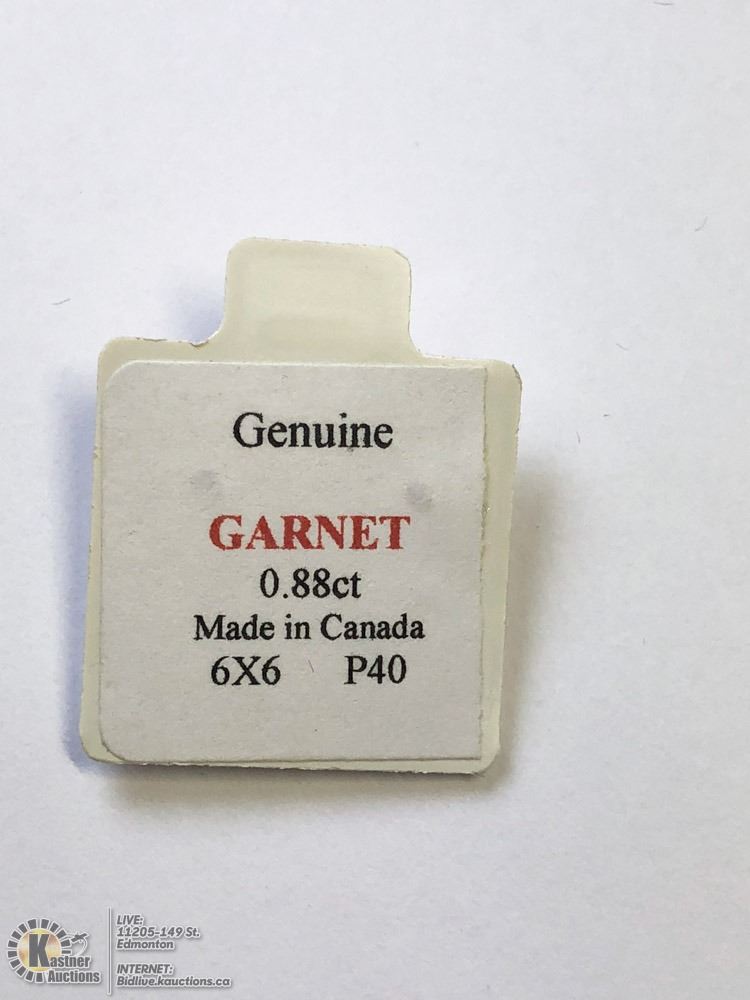 Genuine
GARNET
0.88ct
Made in Canada
6X6 P40
Kastner
Auctions
LIVE:
11205-149 St.
Edmonton
INTERNET:
Bidlive.kauctions.ca